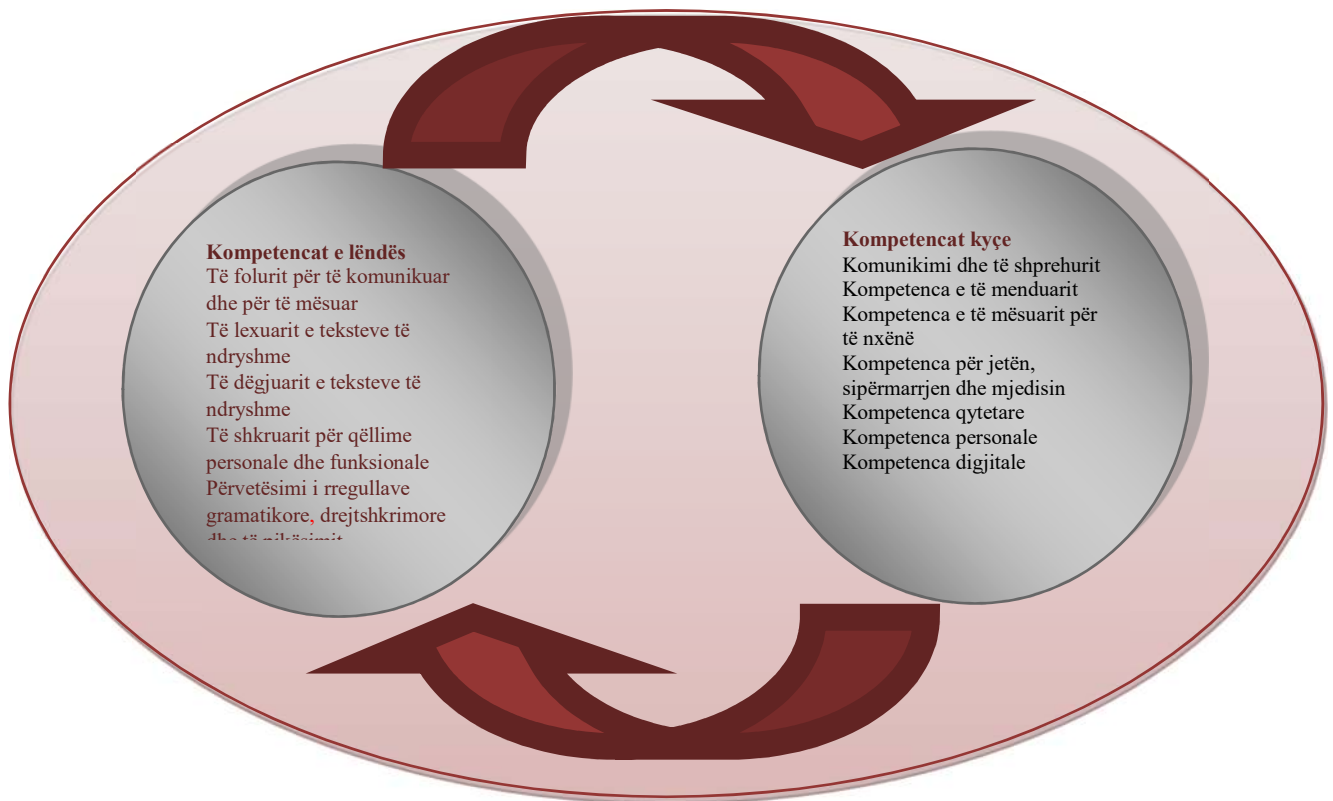 Kompetencat e lëndës
Të folurit për të komunikuar
dhe për të mësuar
Të lexuarit e teksteve të
ndryshme
Të dëgjuarit e teksteve të
ndryshme
Të shkruarit për qëllime
personale dhe funksionale
Përvetësimi i rregullave
gramatikore, drejtshkrimore
dhe të pikësimit
Kompetencat kyçe
Komunikimi dhe të shprehurit
Kompetenca e të menduarit
Kompetenca e të mësuarit për
të nxënë
Kompetenca për jetën,
sipërmarrjen dhe mjedisin
Kompetenca qytetare
Kompetenca personale
Kompetenca digjitale